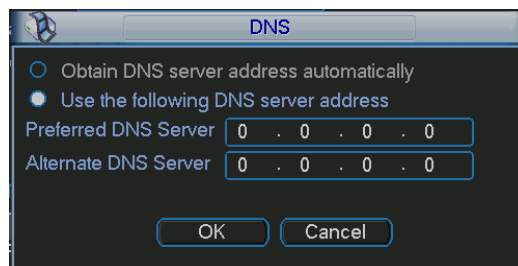 DNS
Obtain DNS server address automatically
Use the following DNS server address
Preferred DNS Server 0 . 0 . 0 . 0
Alternate DNS Server 0 . 0 . 0 . 0
OK Cancel